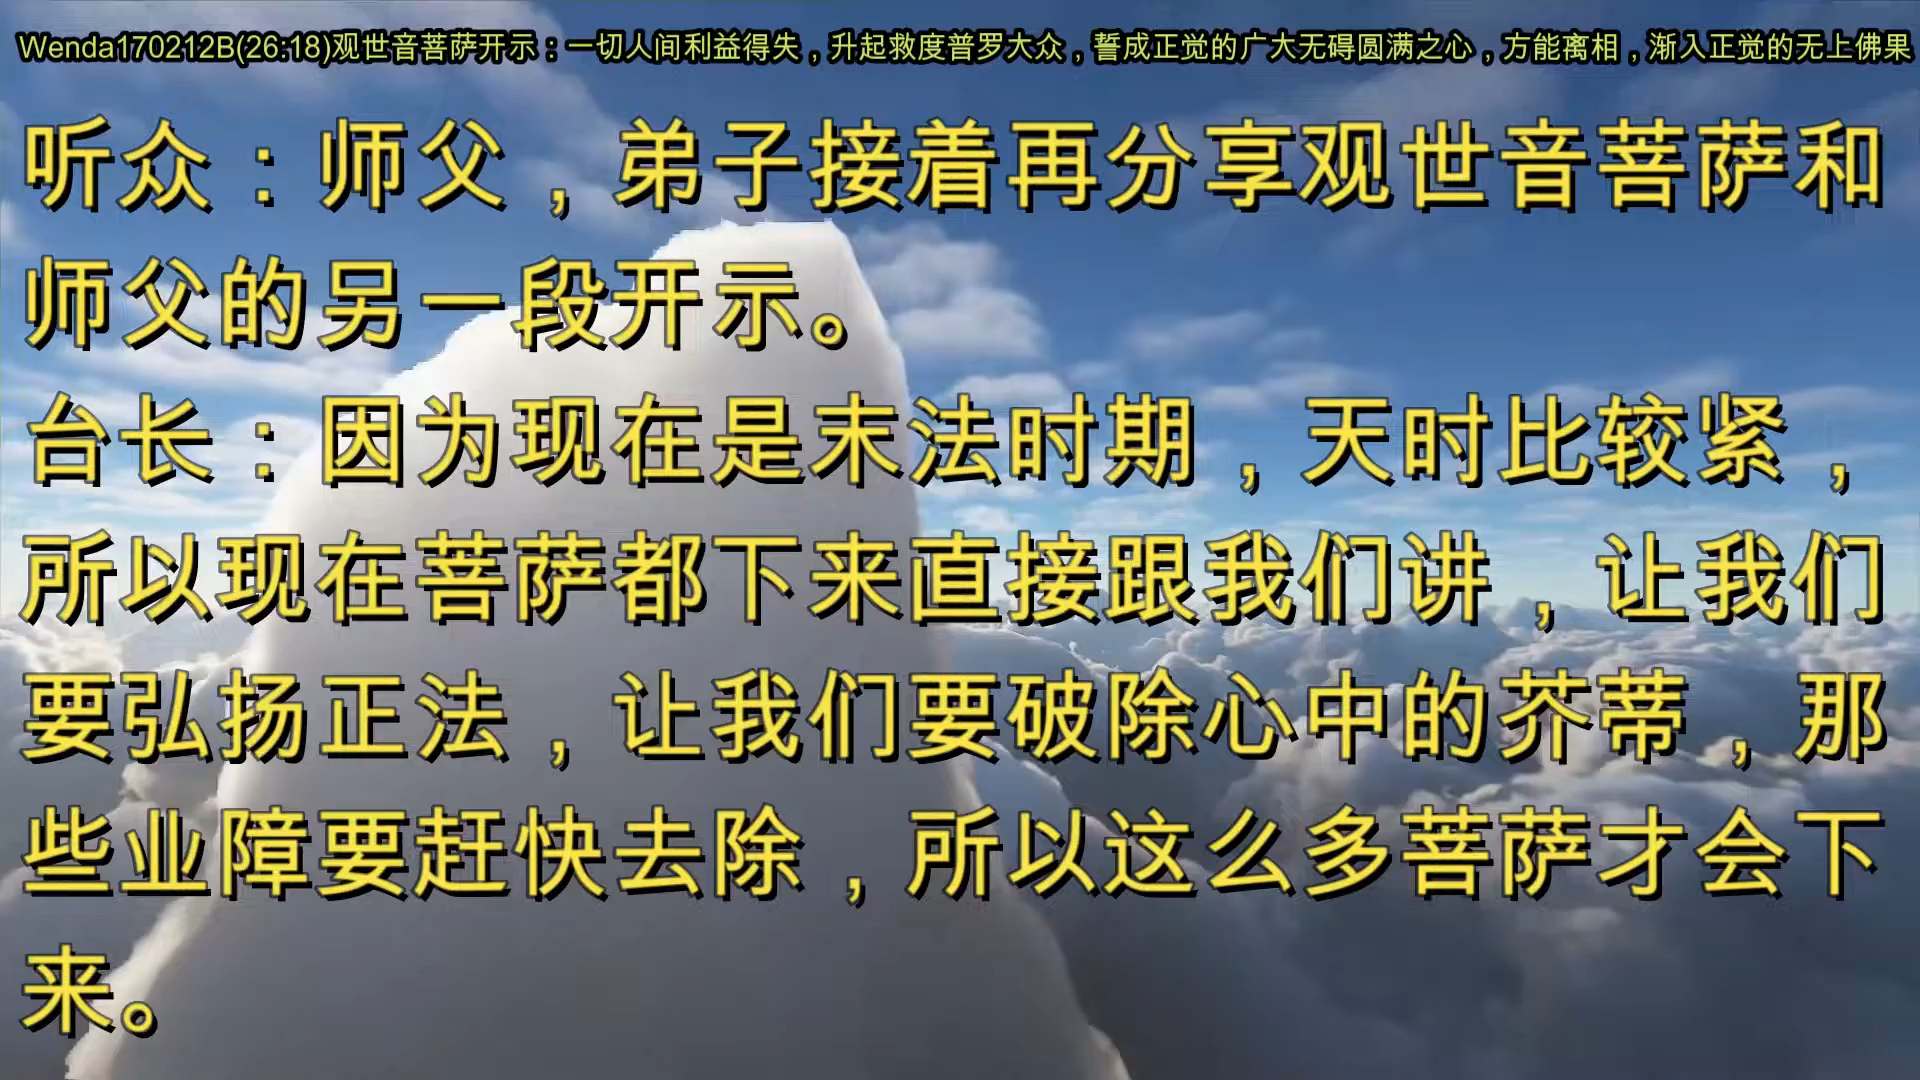 Wenda170212B(26:18)观世音菩萨开示：一切人间利益得失，升起救度普罗大众，誓成正觉的广大无碍圆满之心，方能离相，渐入正觉的无上佛果
听众：师父，弟子接着再分享观世音菩萨和
师父的另一段开示。
台长：因为现在是末法时期，天时比较紧，
所以现在菩萨都下来直接跟我们讲，让我们
要弘扬正法，让我们要破除心中的芥蒂，那
些业障要赶快去除，所以这么多菩萨才会下
来。